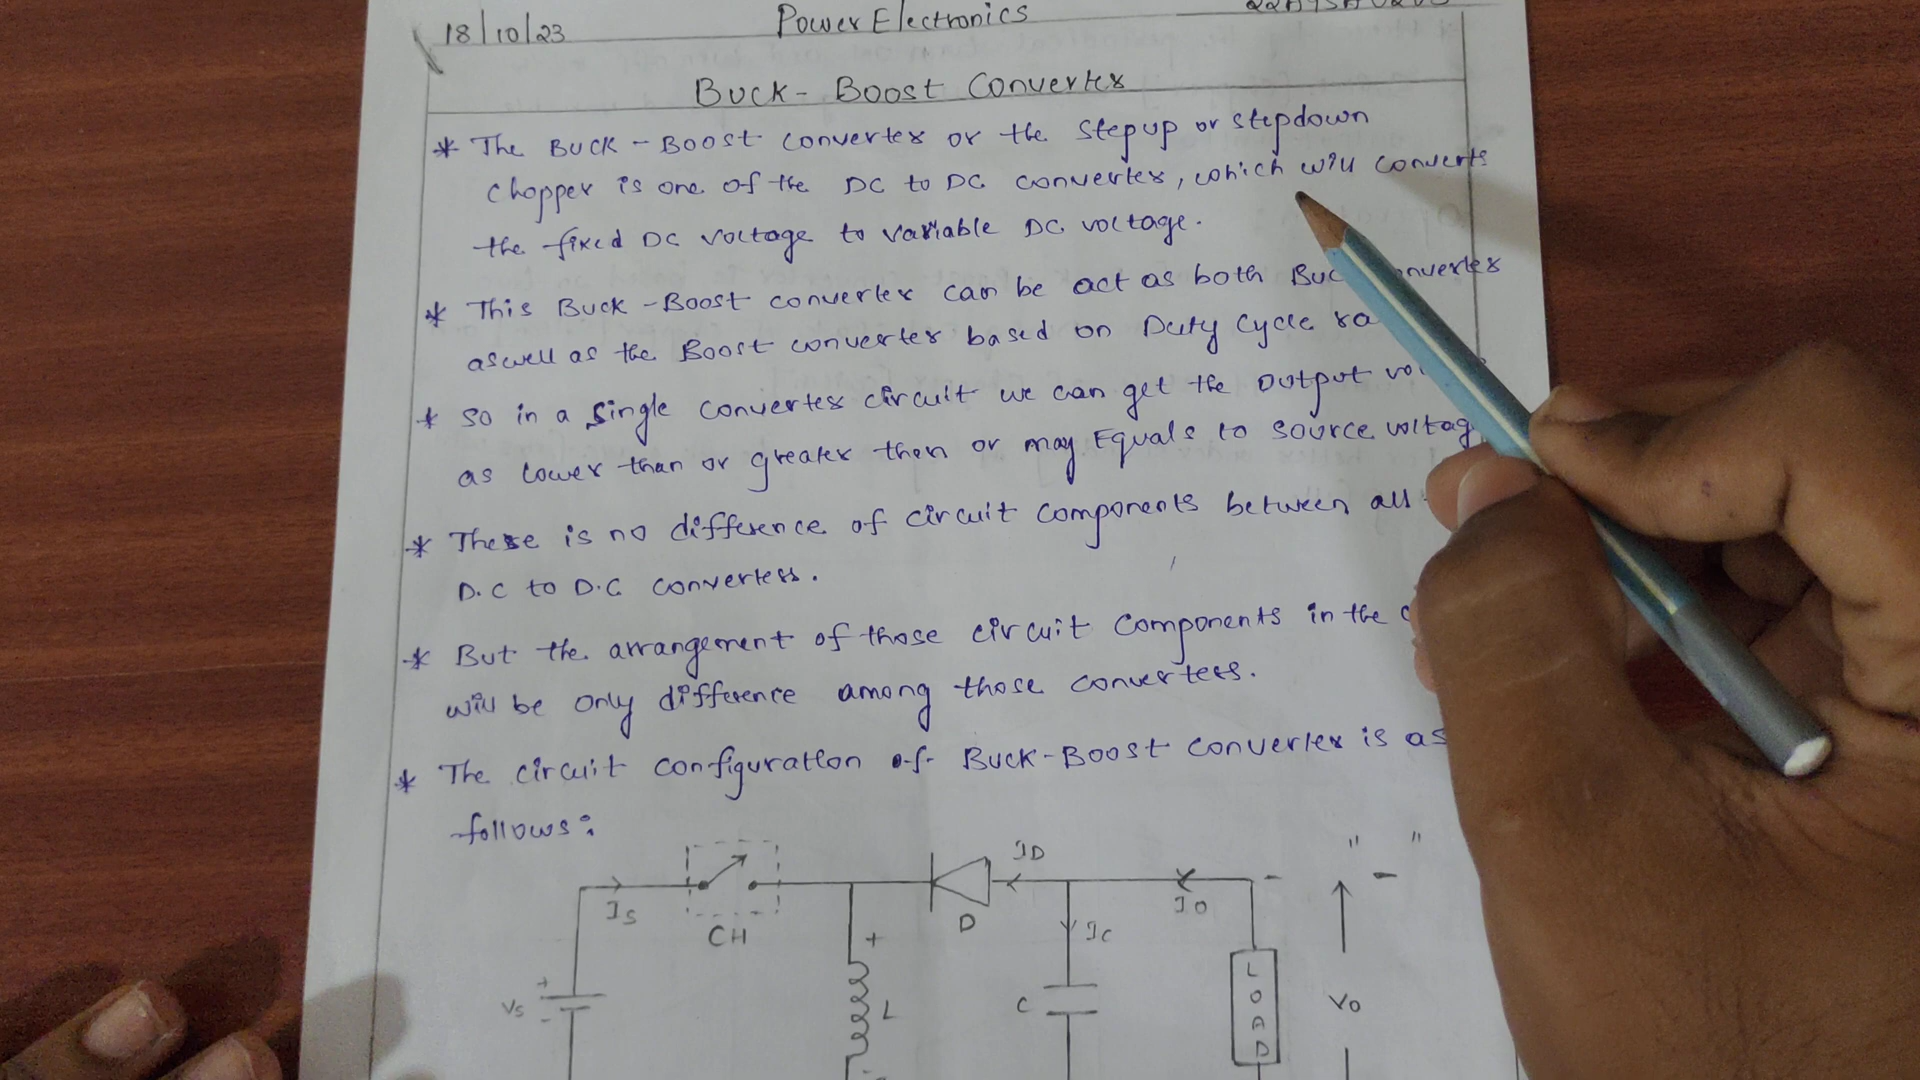 18/10/23
Power Electronics
Buck-Boost Converter
* The Buck-Boost converter or the stepup or stepdown
chopper is one of the DC to DC converter, which will converts
the fixed DC voltage to variable DC voltage.
* This Buck-Boost converter can be act as both
aswell as the Boost converter based on Duty Cycle
* So in a single converter circuit we can get the output
as lower than or greater then or may Equals to source
* There is no difference of circuit components between all
D.C to D.C converters.
* But the arrangement of those circuit components in the
will be only difference among those converters.
* The circuit configuration of Buck-Boost converter is as
follows:
" - "
IS
CH
D
ID
IC
IO
-
+
L
-
+
VS
-
C
LOAD
VO